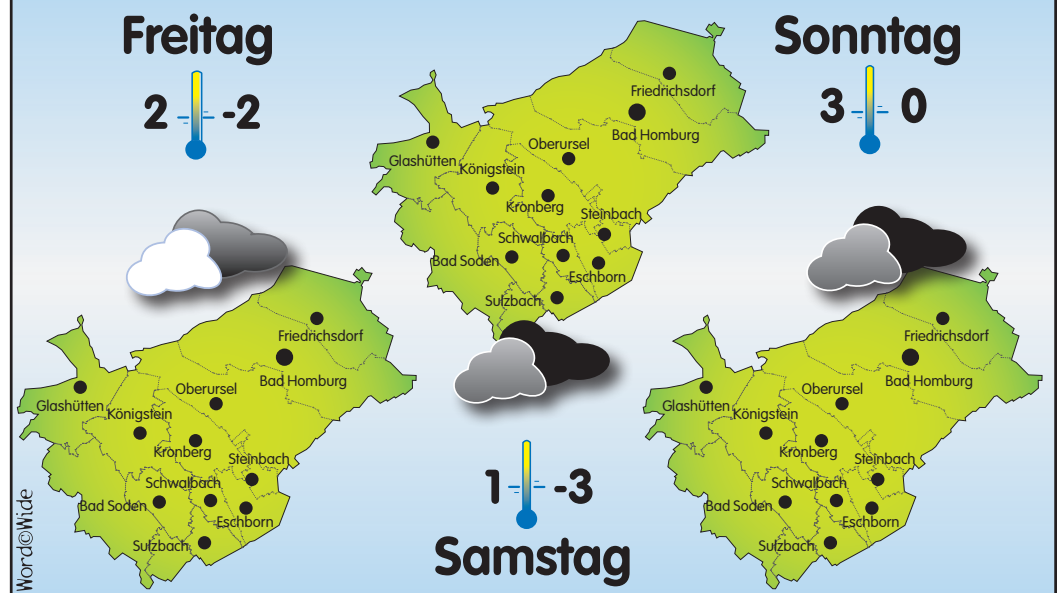 Freitag
2 -2
Friedrichsdorf
Bad Homburg
Oberursel
Glashütten
Königstein
Kronberg
Steinbach
Schwalbach
Bad Soden
Eschborn
Sulzbach
Friedrichsdorf
Bad Homburg
Oberursel
Glashütten
Königstein
Kronberg
Steinbach
Schwalbach
Bad Soden
Eschborn
Sulzbach
1 -3
Samstag
Sonntag
3 0
Friedrichsdorf
Bad Homburg
Oberursel
Glashütten
Königstein
Kronberg
Steinbach
Schwalbach
Bad Soden
Eschborn
Sulzbach
Word©Wide